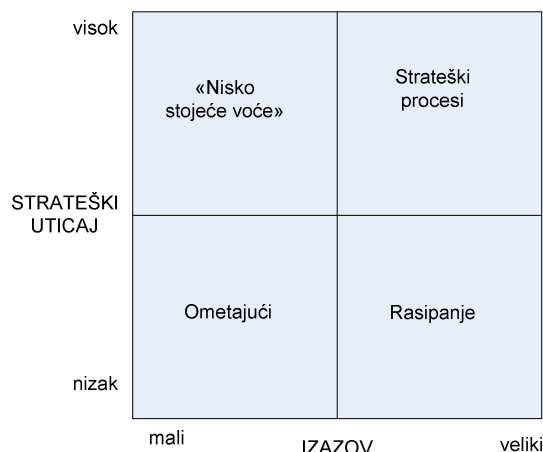 visok
«Nisko
stojeće voće»
Strateški
procesi
STRATEŠKI
UTICAJ
Ometajući
Rasipanje
nizak
mali
IZAZOV
veliki